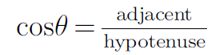 cosθ = adjacent / hypotenuse